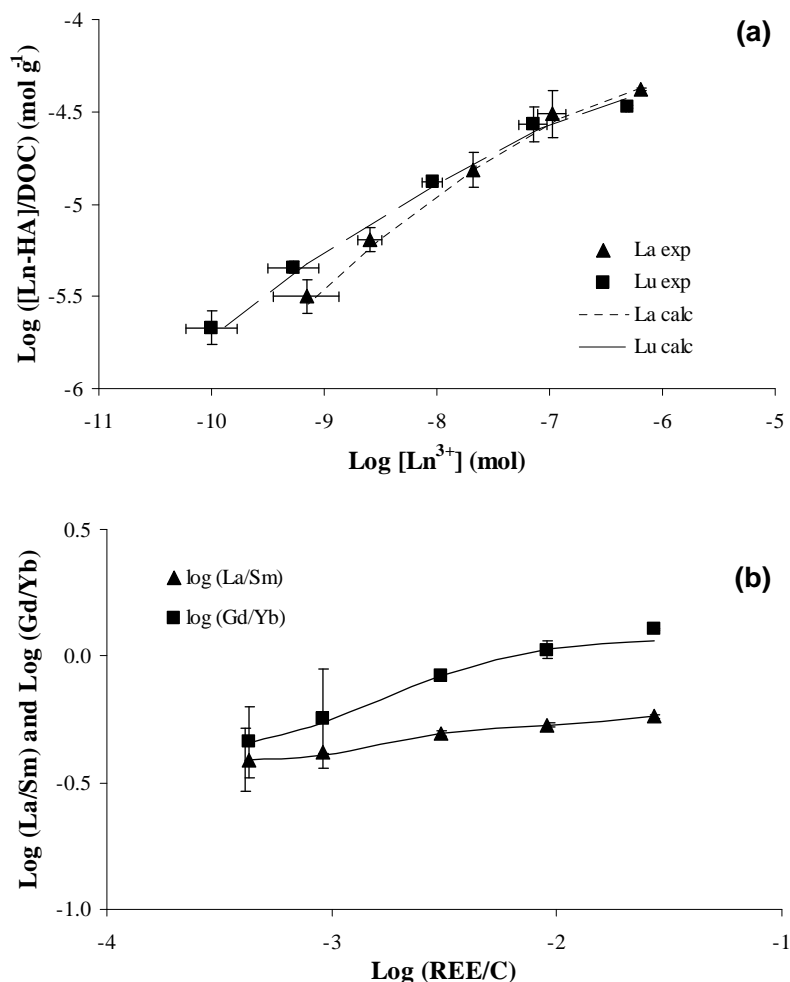 (a)
-4
-4.5
-5
-5.5
-6
Log ([Ln-HA]/DOC) (mol g-1)
La exp
Lu exp
La calc
Lu calc
-11 -10 -9 -8 -7 -6 -5
Log [Ln3+] (mol)
(b)
0.5
0.0
-0.5
-1.0
Log (La/Sm) and Log (Gd/Yb)
log (La/Sm)
log (Gd/Yb)
-4 -3 -2 -1
Log (REE/C)